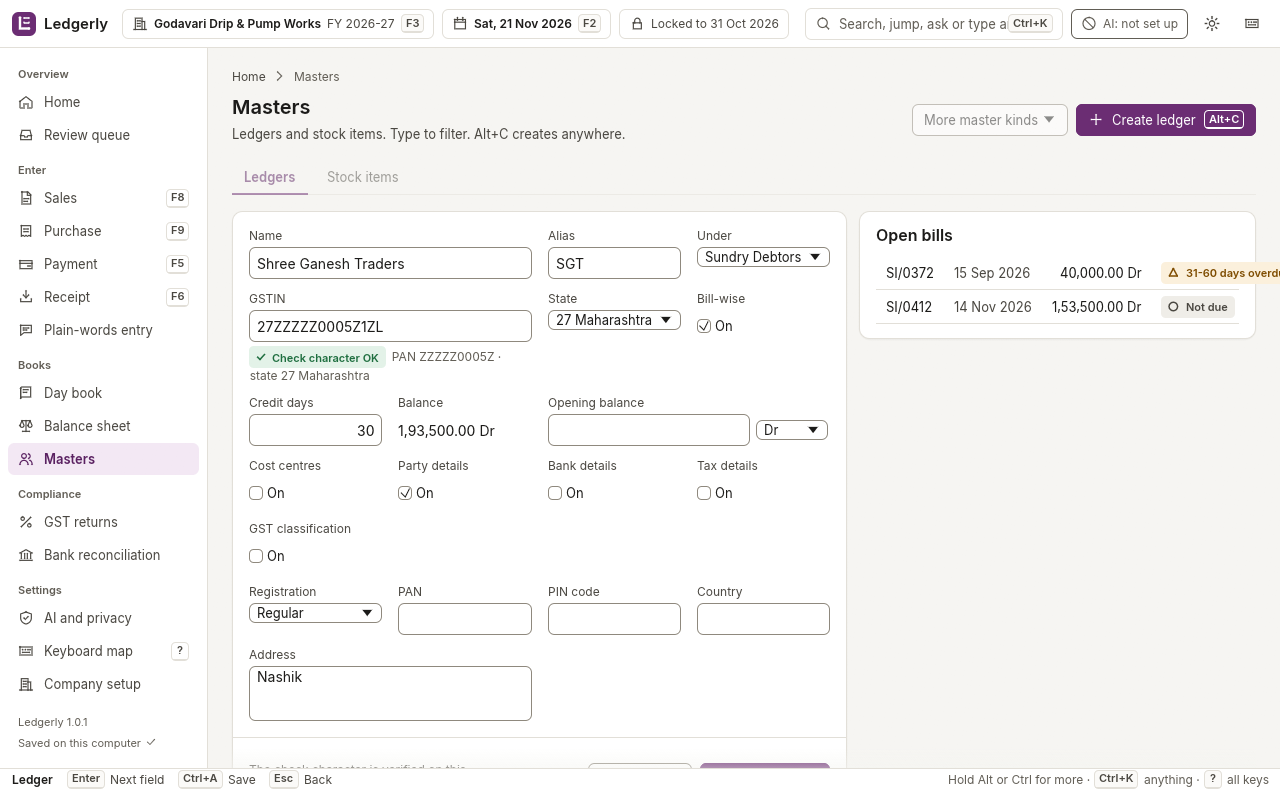 Ledgerly
Godavari Drip & Pump Works FY 2026-27 F3
Sat, 21 Nov 2026 F2
Locked to 31 Oct 2026
Search, jump, ask or type a Ctrl+K
AI: not set up
Overview
Home
Review queue
Enter
Sales F8
Purchase F9
Payment F5
Receipt F6
Plain-words entry
Books
Day book
Balance sheet
Masters
Compliance
GST returns
Bank reconciliation
Settings
AI and privacy
Keyboard map ?
Company setup
Ledgerly 1.0.1
Saved on this computer
Home > Masters
Masters
Ledgers and stock items. Type to filter. Alt+C creates anywhere.
More master kinds
Create ledger Alt+C
Ledgers Stock items
Name Alias Under
Shree Ganesh Traders SGT Sundry Debtors
GSTIN State Bill-wise
27ZZZZZ0005Z1ZL 27 Maharashtra On
Check character OK PAN ZZZZZ0005Z ·
state 27 Maharashtra
Credit days Balance Opening balance
30 1,93,500.00 Dr Dr
Cost centres Party details Bank details Tax details
On On On On
GST classification
On
Registration PAN PIN code Country
Regular
Address
Nashik
The check character is verified on this
Open bills
SI/0372 15 Sep 2026 40,000.00 Dr 31-60 days
SI/0412 14 Nov 2026 1,53,500.00 Dr Not due
Ledger Enter Next field Ctrl+A Save Esc Back
Hold Alt or Ctrl for more · Ctrl+K anything · ? all keys